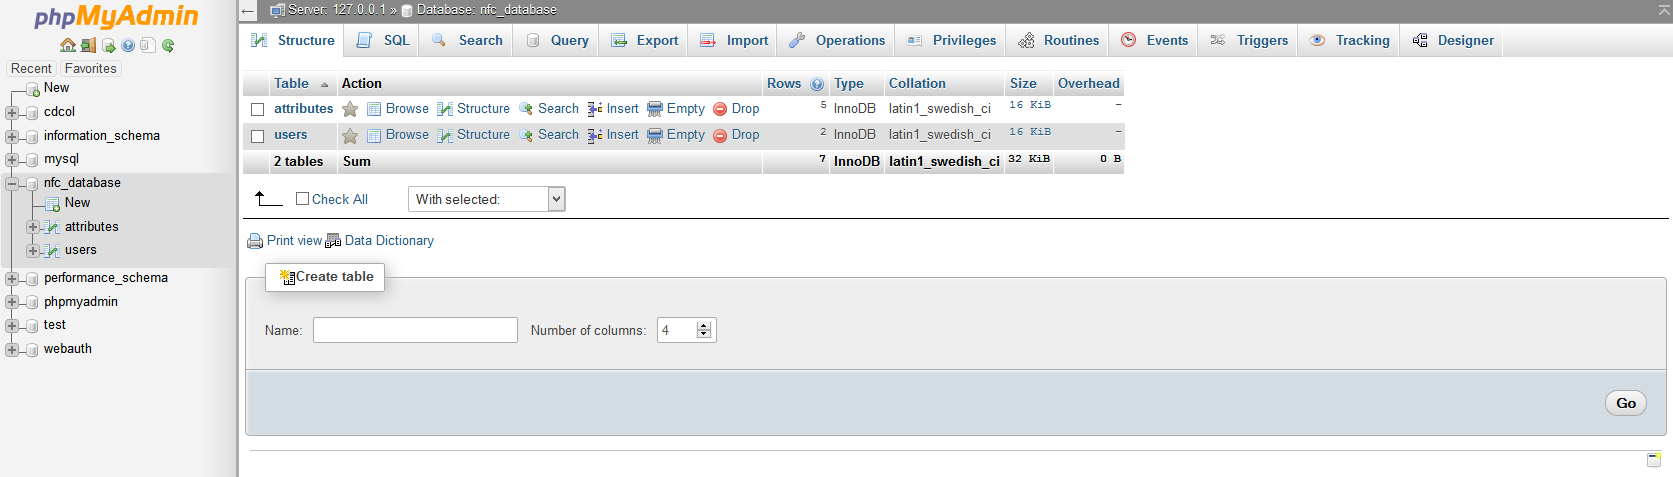 phpMyAdmin
Recent Favorites
New
cdcol
information_schema
mysql
nfc_database
New
attributes
users
performance_schema
phpmyadmin
test
webauth
Server: 127.0.0.1 » Database: nfc_database
Structure SQL Search Query Export Import Operations Privileges Routines Events Triggers Tracking Designer
Table Action Rows Type Collation Size Overhead
attributes Browse Structure Search Insert Empty Drop 5 InnoDB latin1_swedish_ci 16 KiB -
users Browse Structure Search Insert Empty Drop 2 InnoDB latin1_swedish_ci 16 KiB -
2 tables Sum 7 InnoDB latin1_swedish_ci 32 KiB 0 B
Check All With selected:
Print view Data Dictionary
Create table
Name: Number of columns: 4
Go